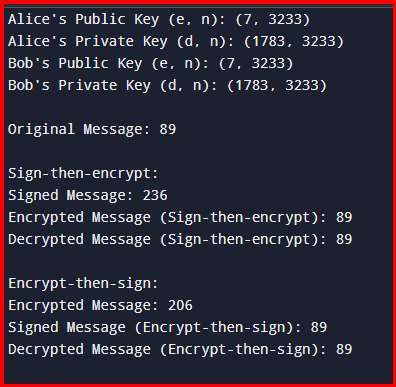 Alice's Public Key (e, n): (7, 3233)
Alice's Private Key (d, n): (1783, 3233)
Bob's Public Key (e, n): (7, 3233)
Bob's Private Key (d, n): (1783, 3233)
Original Message: 89
Sign-then-encrypt:
Signed Message: 236
Encrypted Message (Sign-then-encrypt): 89
Decrypted Message (Sign-then-encrypt): 89
Encrypt-then-sign:
Encrypted Message: 206
Signed Message (Encrypt-then-sign): 89
Decrypted Message (Encrypt-then-sign): 89